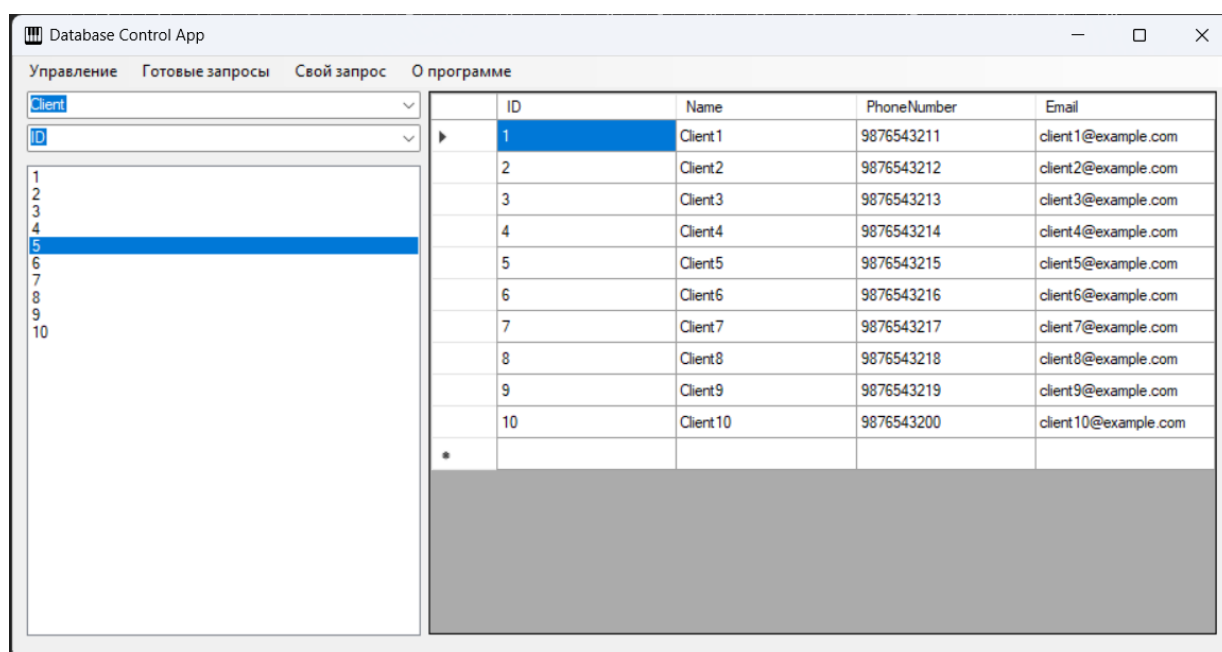 Database Control App
Управление Готовые запросы Свой запрос О программе
Client
ID
1
2
3
4
5
6
7
8
9
10
ID Name PhoneNumber Email
1 Client1 9876543211 client1@example.com
2 Client2 9876543212 client2@example.com
3 Client3 9876543213 client3@example.com
4 Client4 9876543214 client4@example.com
5 Client5 9876543215 client5@example.com
6 Client6 9876543216 client6@example.com
7 Client7 9876543217 client7@example.com
8 Client8 9876543218 client8@example.com
9 Client9 9876543219 client9@example.com
10 Client10 9876543200 client10@example.com